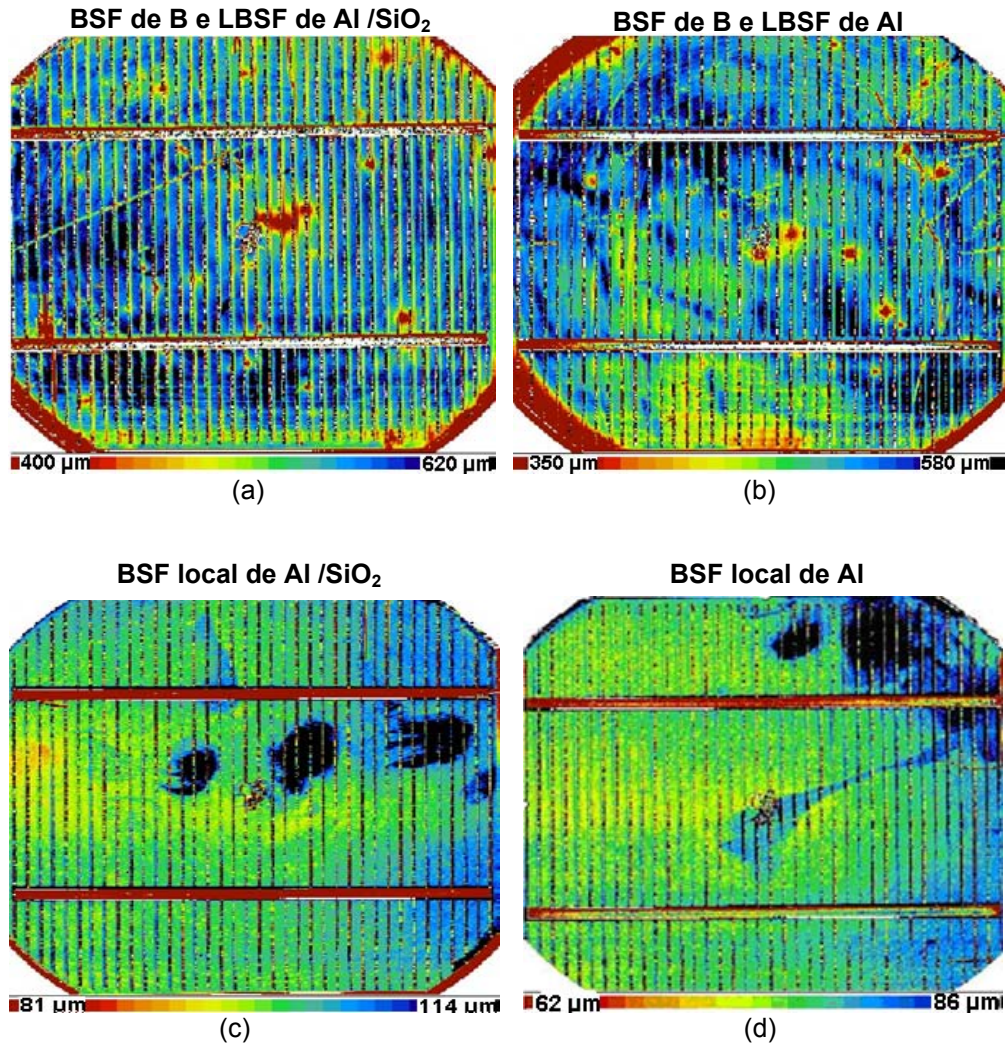 BSF de B e LBSF de Al /SiO₂
BSF de B e LBSF de Al
400 µm 620 µm
350 µm 580 µm
(a)
(b)
BSF local de Al /SiO₂
BSF local de Al
81 µm 114 µm
62 µm 86 µm
(c)
(d)